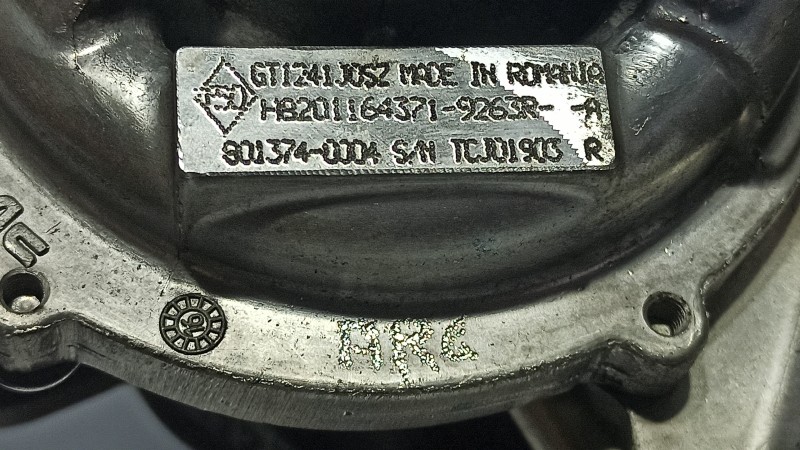 GT1241JOSZ MADE IN ROMANIA
H8201164371-9263R- -A
801374-0004 S/N TCJ01903 R
ARC